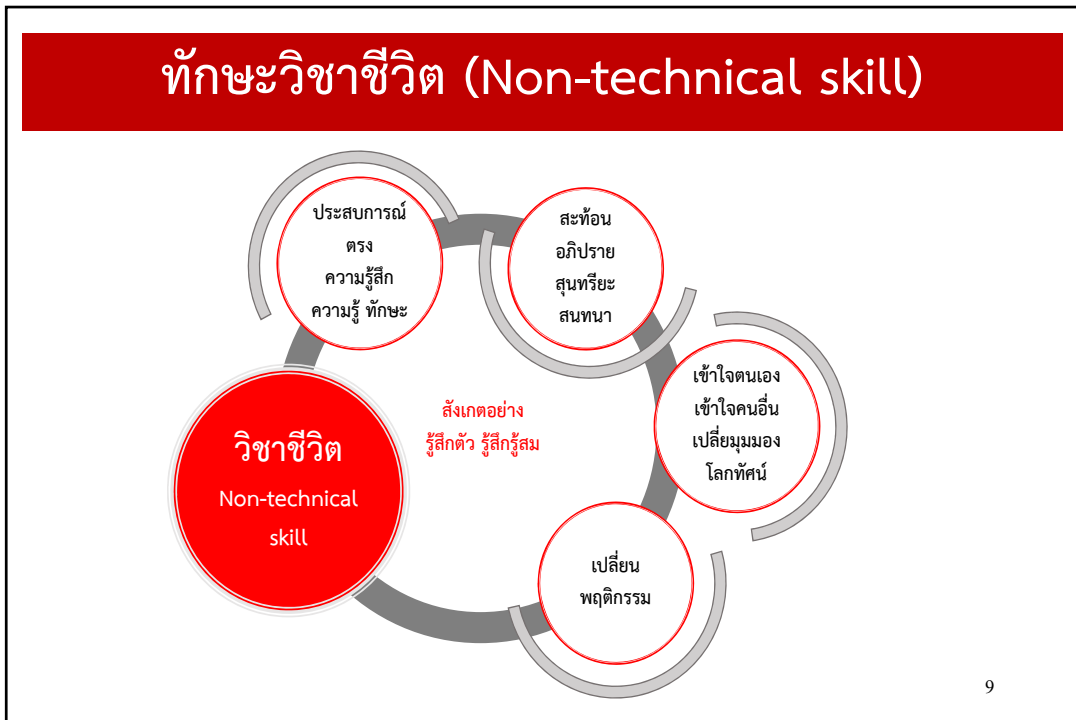 ทักษะวิชาชีวิต (Non-technical skill)
ประสบการณ์
ตรง
ความรู้สึก
ความรู้ ทักษะ
สะท้อน
อภิปราย
สุนทรียะ
สนทนา
เข้าใจตนเอง
เข้าใจคนอื่น
เปลี่ยมุมมอง
โลกทัศน์
เปลี่ยน
พฤติกรรม
วิชาชีวิต
Non-technical
skill
สังเกตอย่าง
รู้สึกตัว รู้สึกรู้สม
9